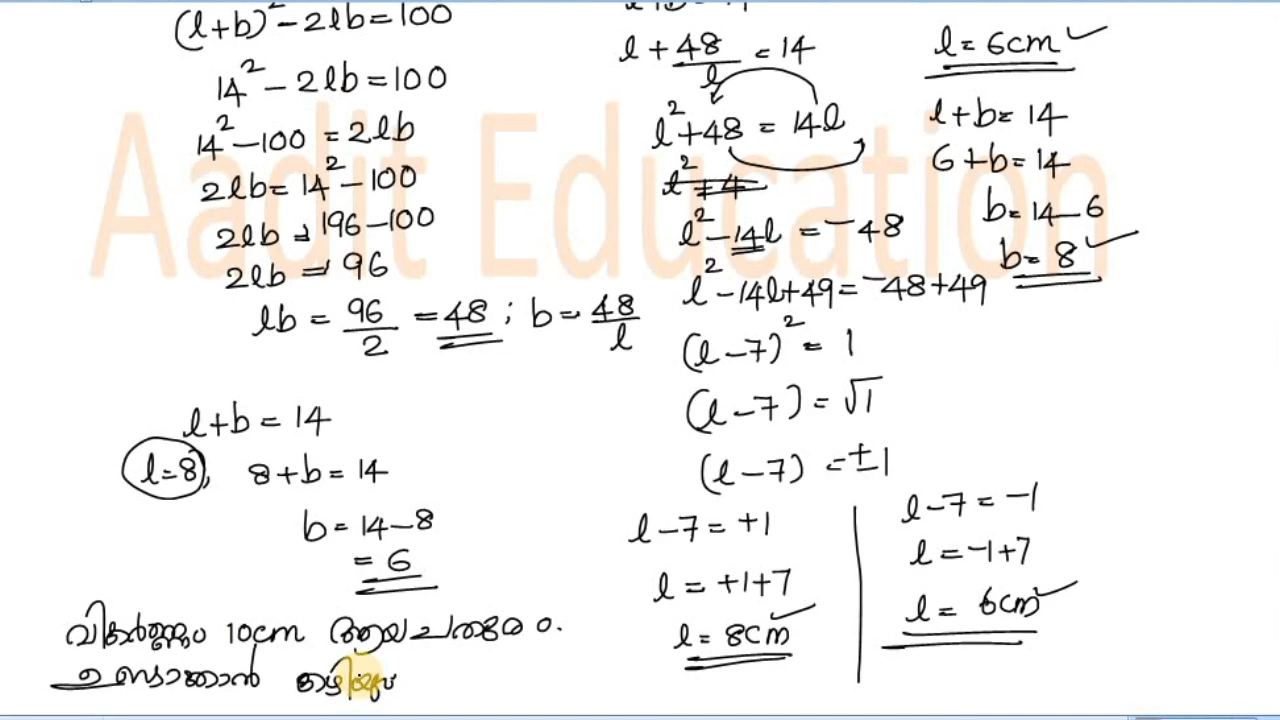 (l+b)² - 2lb = 100
14² - 2lb = 100
14² - 100 = 2lb
2lb = 14² - 100
2lb = 196 - 100
2lb = 96
lb = 96/2 = 48 ; b = 48/l
l+b = 14
l=8, 8+b = 14
b = 14-8
= 6
വികർണ്ണം 10cm ആയ ചതുരം.
ഉണ്ടാക്കാൻ
l + 48/l = 14
l² + 48 = 14l
l² + 4
l² - 14l = -48
l² - 14l + 49 = -48 + 49
(l-7)² = 1
(l-7) = √1
(l-7) = ±1
l-7 = +1
l = +1+7
l = 8cm
l-7 = -1
l = -1+7
l = 6cm
l = 6cm
l+b = 14
6+b = 14
b = 14-6
b = 8
Aadit Education